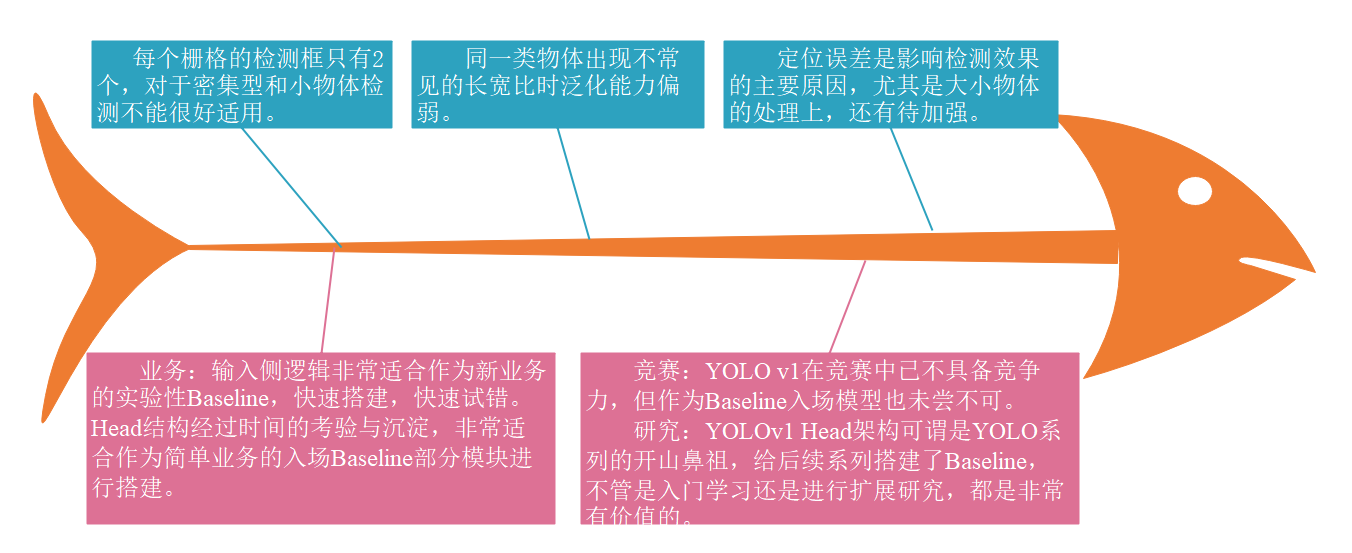 每个栅格的检测框只有2
个，对于密集型和小物体检
测不能很好适用。
同一类物体出现不常
见的长宽比时泛化能力偏
弱。
定位误差是影响检测效果
的主要原因，尤其是大小物体
的处理上，还有待加强。
业务：输入侧逻辑非常适合作为新业务
的实验性Baseline，快速搭建，快速试错。
Head结构经过时间的考验与沉淀，非常适
合作为简单业务的入场Baseline部分模块进
行搭建。
竞赛：YOLO v1在竞赛中已不具备竞争
力，但作为Baseline入场模型也未尝不可。
研究：YOLOv1 Head架构可谓是YOLO系
列的开山鼻祖，给后续系列搭建了Baseline，
不管是入门学习还是进行扩展研究，都是非常
有价值的。